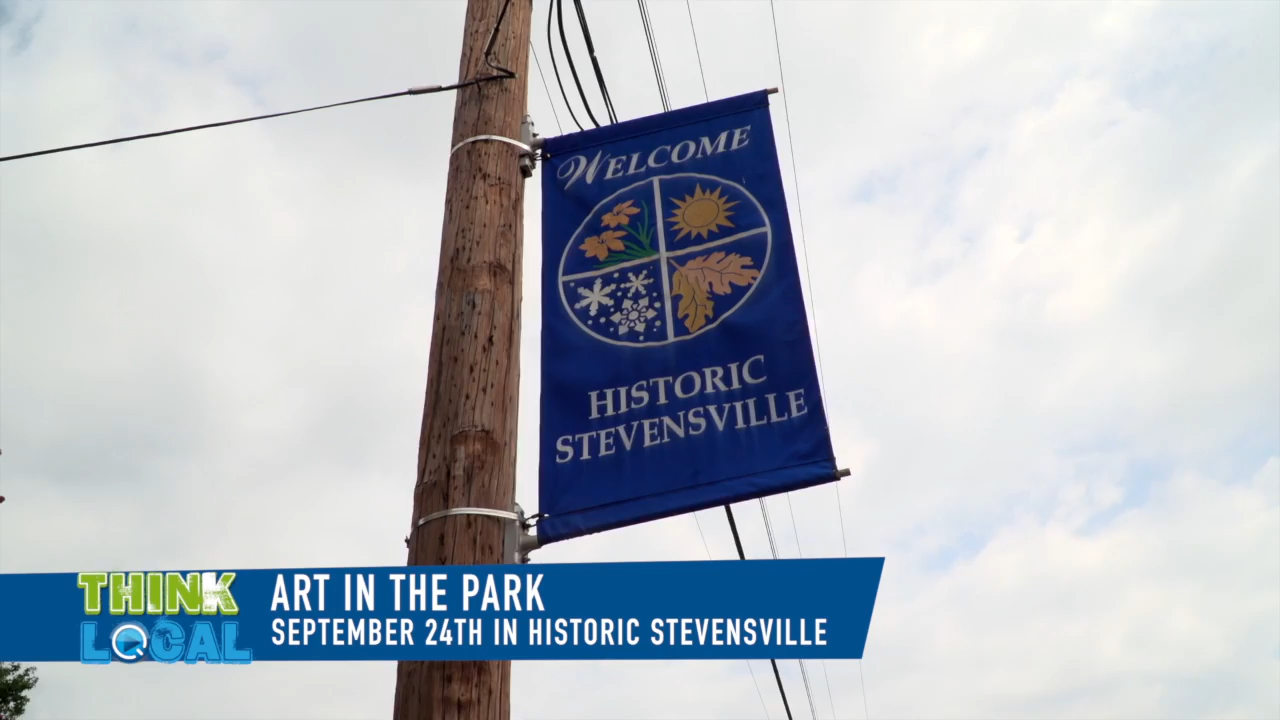 WELCOME
HISTORIC
STEVENSVILLE
THINK
LOCAL
ART IN THE PARK
SEPTEMBER 24TH IN HISTORIC STEVENSVILLE